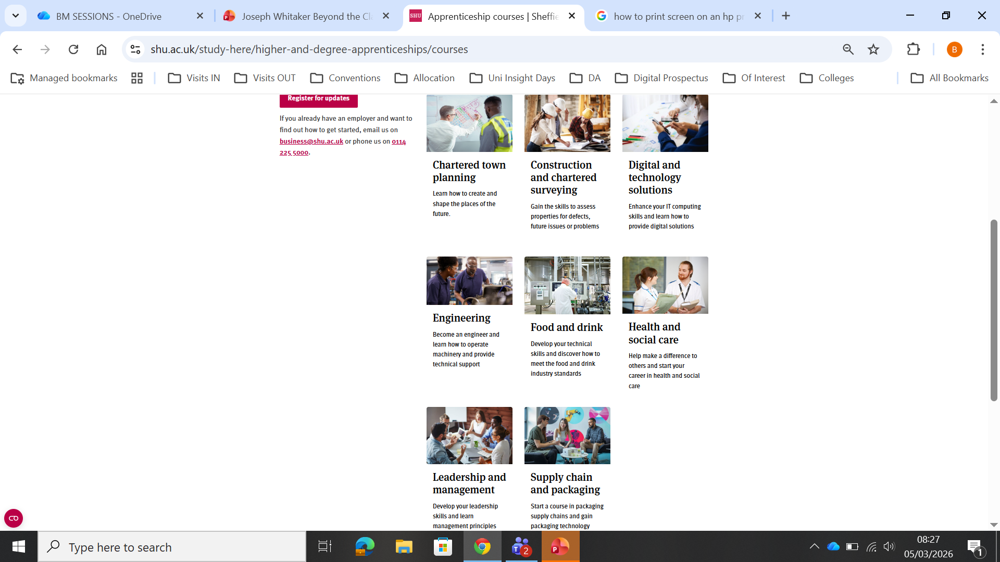 BM SESSIONS - OneDrive
Joseph Whitaker Beyond the Cl
Apprenticeship courses | Sheffie
how to print screen on an hp pr
shu.ac.uk/study-here/higher-and-degree-apprenticeships/courses
B
Managed bookmarks
Visits IN
Visits OUT
Conventions
Allocation
Uni Insight Days
DA
Digital Prospectus
Of Interest
Colleges
All Bookmarks
Register for updates
If you already have an employer and want to
find out how to get started, email us on
business@shu.ac.uk or phone us on 0114
225 5000.
Chartered town
planning
Learn how to create and
shape the places of the
future.
Construction
and chartered
surveying
Gain the skills to assess
properties for defects,
future issues or problems
Digital and
technology
solutions
Enhance your IT computing
skills and learn how to
provide digital solutions
Engineering
Become an engineer and
learn how to operate
machinery and provide
technical support
Food and drink
Develop your technical
skills and discover how to
meet the food and drink
industry standards
Health and
social care
Help make a difference to
others and start your
career in health and social
care
Leadership and
management
Develop your leadership
skills and learn
management principles
Supply chain
and packaging
Start a course in packaging
supply chains and gain
packaging technology
Type here to search
2
08:27
05/03/2026
1